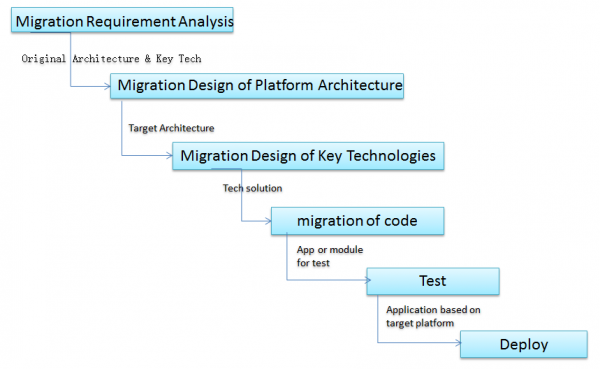 Migration Requirement Analysis
Original Architecture & Key Tech
Migration Design of Platform Architecture
Target Architecture
Migration Design of Key Technologies
Tech solution
migration of code
App or module
for test
Test
Application based on
target platform
Deploy